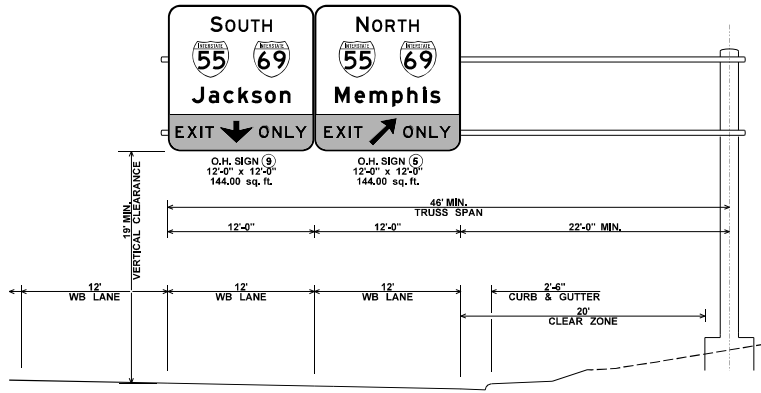 SOUTH
INTERSTATE INTERSTATE
55 69
Jackson
EXIT ONLY
NORTH
INTERSTATE INTERSTATE
55 69
Memphis
EXIT ONLY
O.H. SIGN 9
12'-0" x 12'-0"
144.00 sq. ft.
O.H. SIGN 5
12'-0" x 12'-0"
144.00 sq. ft.
19' MIN.
VERTICAL CLEARANCE
46' MIN.
TRUSS SPAN
12'-0" 12'-0" 22'-0" MIN.
12'
WB LANE
12'
WB LANE
12'
WB LANE
2'-6"
CURB & GUTTER
20'
CLEAR ZONE